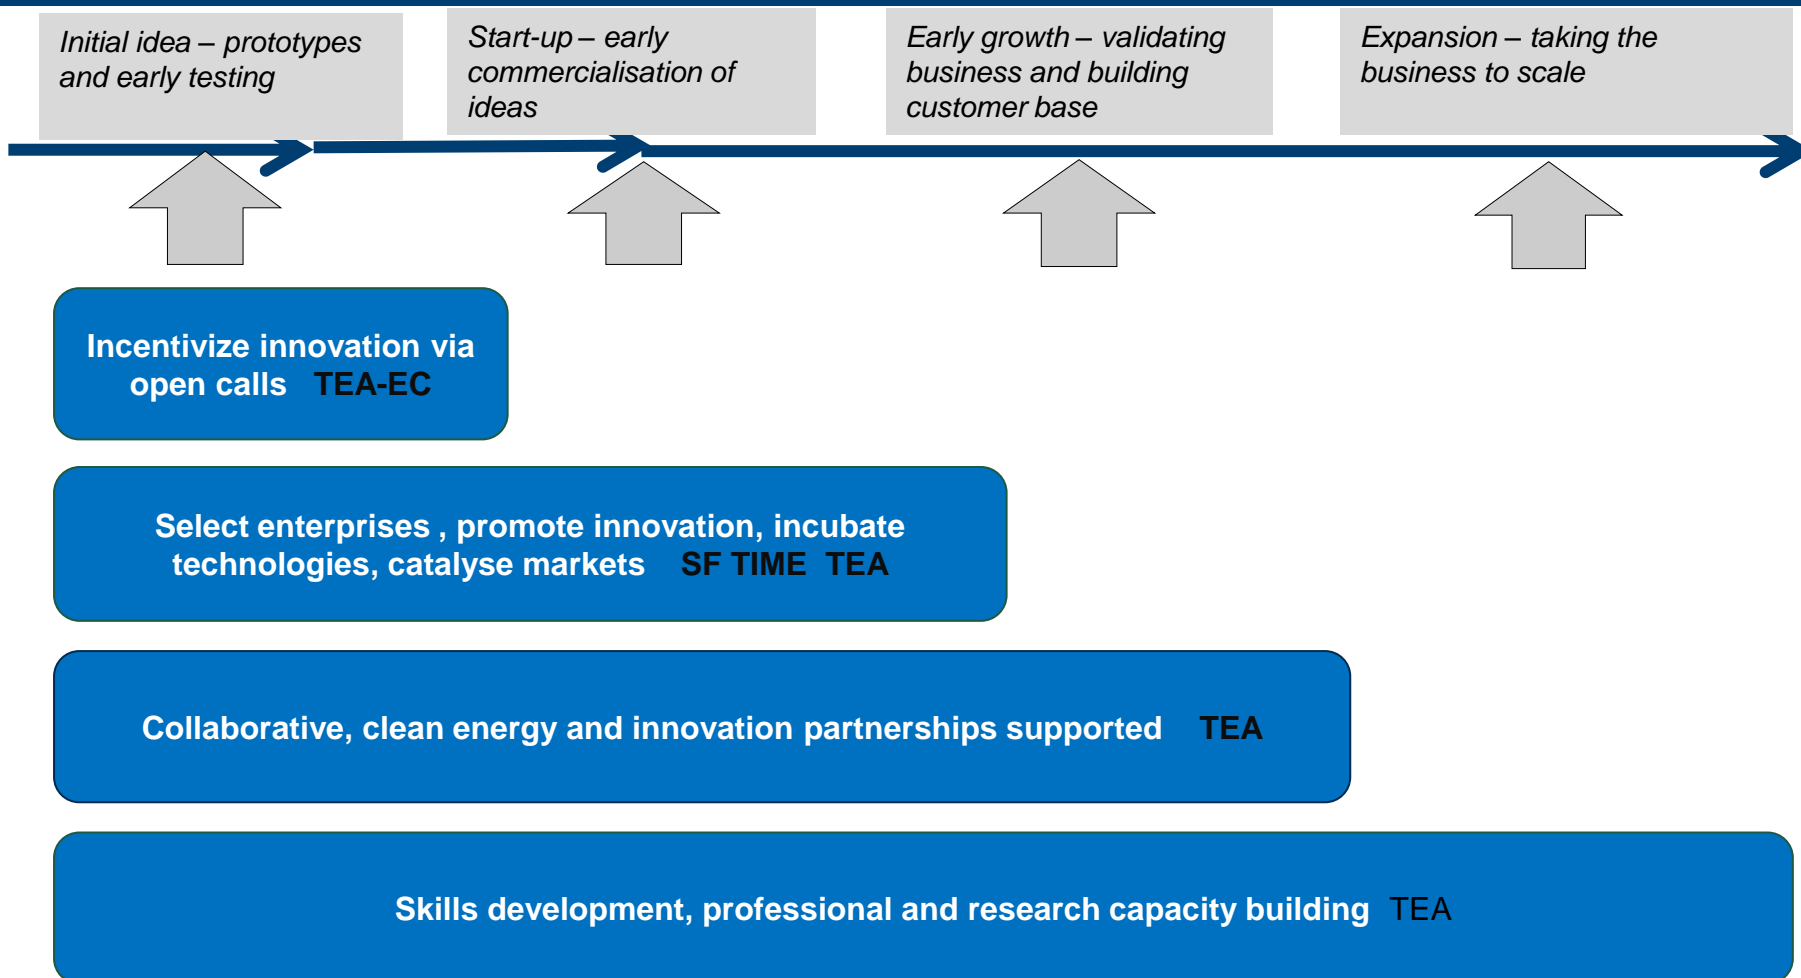 Initial idea – prototypes
and early testing
Start-up – early
commercialisation of
ideas
Early growth – validating
business and building
customer base
Expansion – taking the
business to scale
Incentivize innovation via
open calls TEA-EC
Select enterprises , promote innovation, incubate
technologies, catalyse markets SF TIME TEA
Collaborative, clean energy and innovation partnerships supported TEA
Skills development, professional and research capacity building TEA